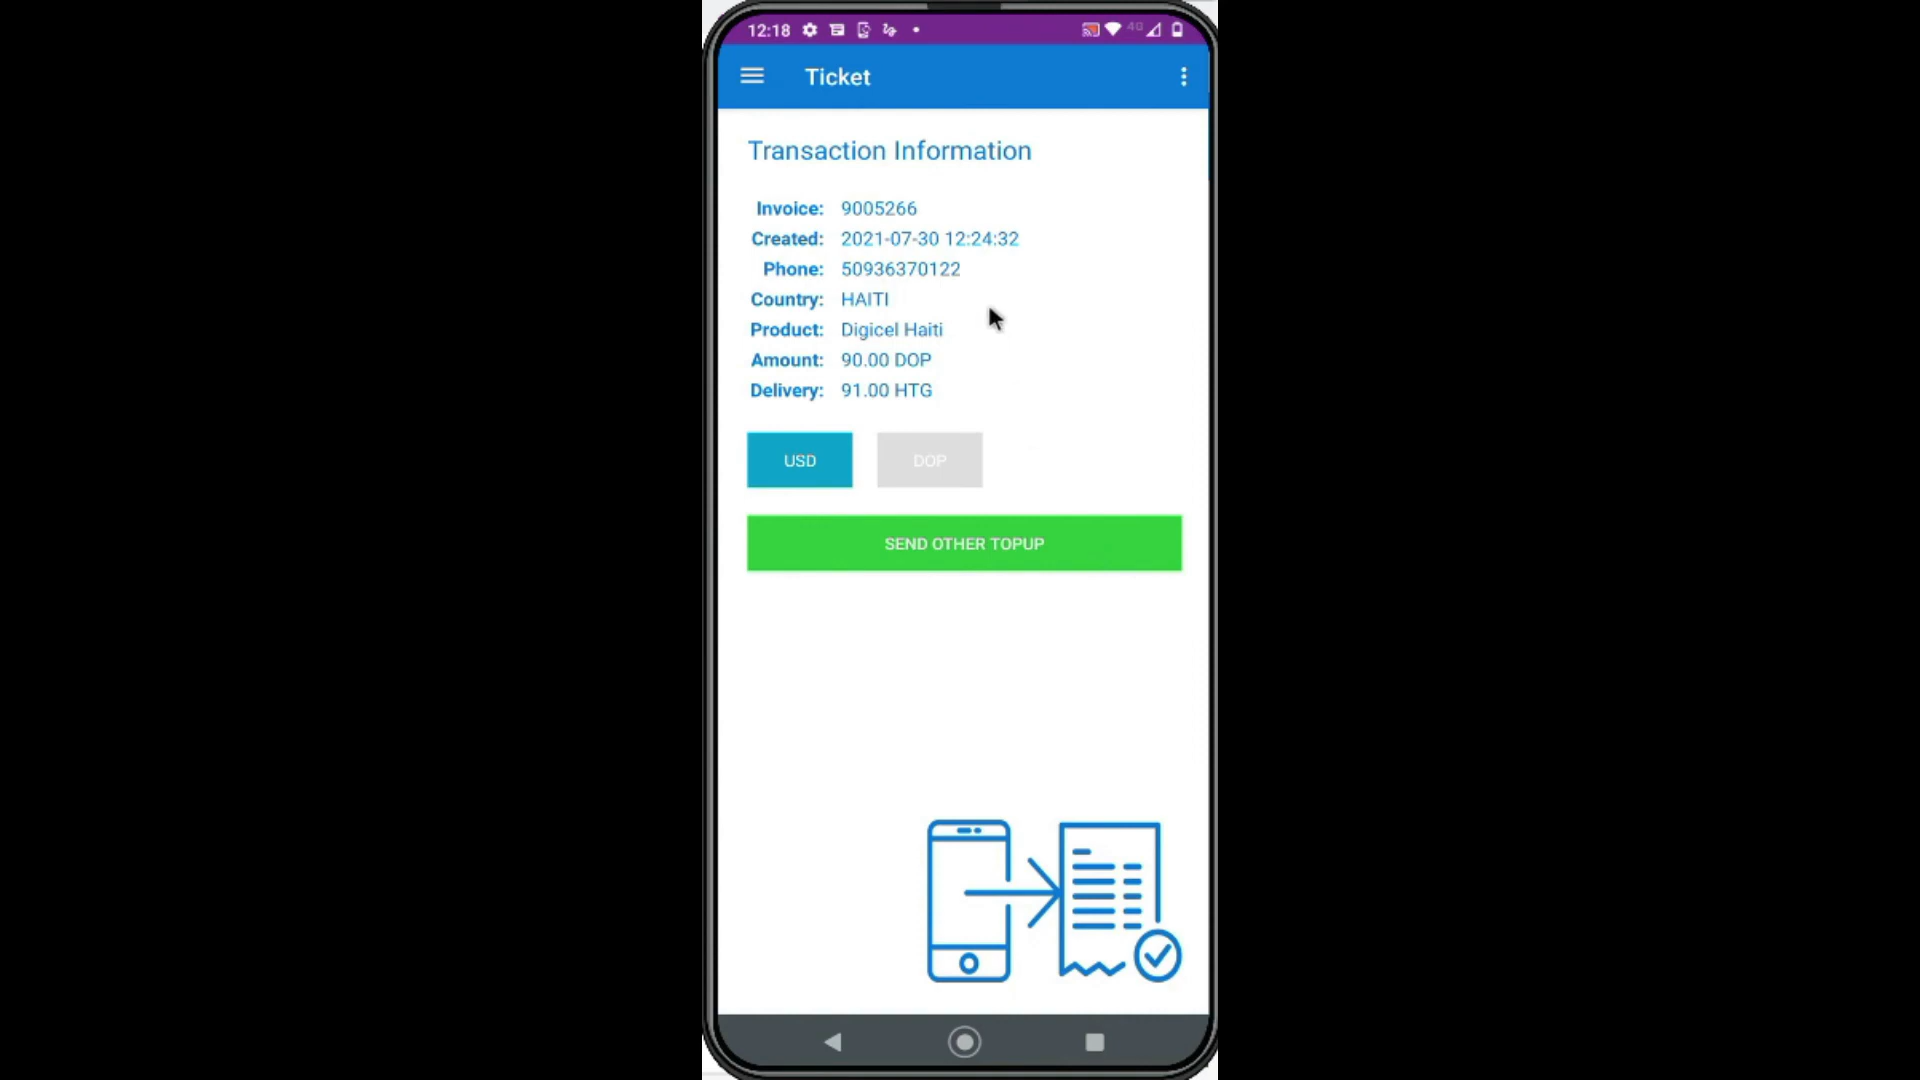 12:18
4G
Ticket
Transaction Information
Invoice: 9005266
Created: 2021-07-30 12:24:32
Phone: 50936370122
Country: HAITI
Product: Digicel Haiti
Amount: 90.00 DOP
Delivery: 91.00 HTG
USD DOP
SEND OTHER TOPUP